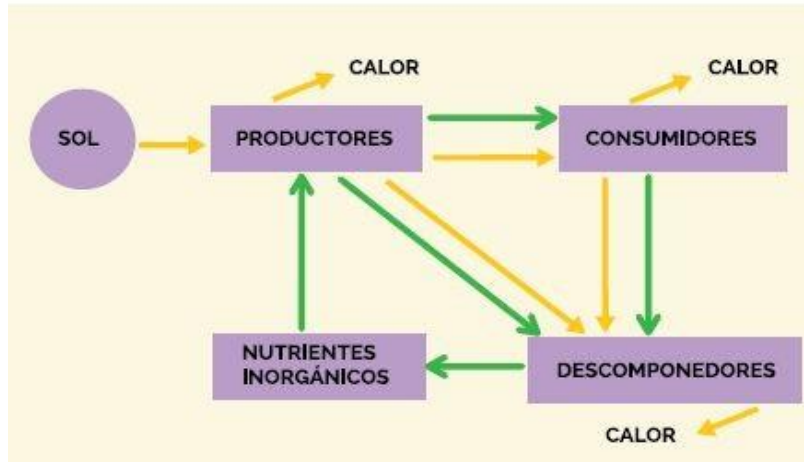 CALOR
CALOR
SOL
PRODUCTORES
CONSUMIDORES
NUTRIENTES
INORGÁNICOS
DESCOMPONEDORES
CALOR